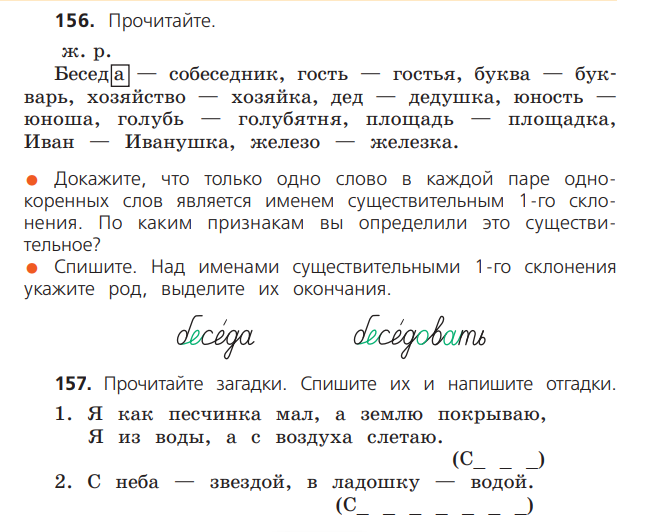 156. Прочитайте.
ж. р.
Беседа — собеседник, гость — гостья, буква — бук-
варь, хозяйство — хозяйка, дед — дедушка, юность —
юноша, голубь — голубятня, площадь — площадка,
Иван — Иванушка, железо — железка.
● Докажите, что только одно слово в каждой паре одно-
коренных слов является именем существительным 1-го скло-
нения. По каким признакам вы определили это существи-
тельное?
● Спишите. Над именами существительными 1-го склонения
укажите род, выделите их окончания.
бесе́да бесе́довать
157. Прочитайте загадки. Спишите их и напишите отгадки.
1. Я как песчинка мал, а землю покрываю,
Я из воды, а с воздуха слетаю.
(С_ _ _)
2. С неба — звездой, в ладошку — водой.
(С_ _ _ _ _ _ _)